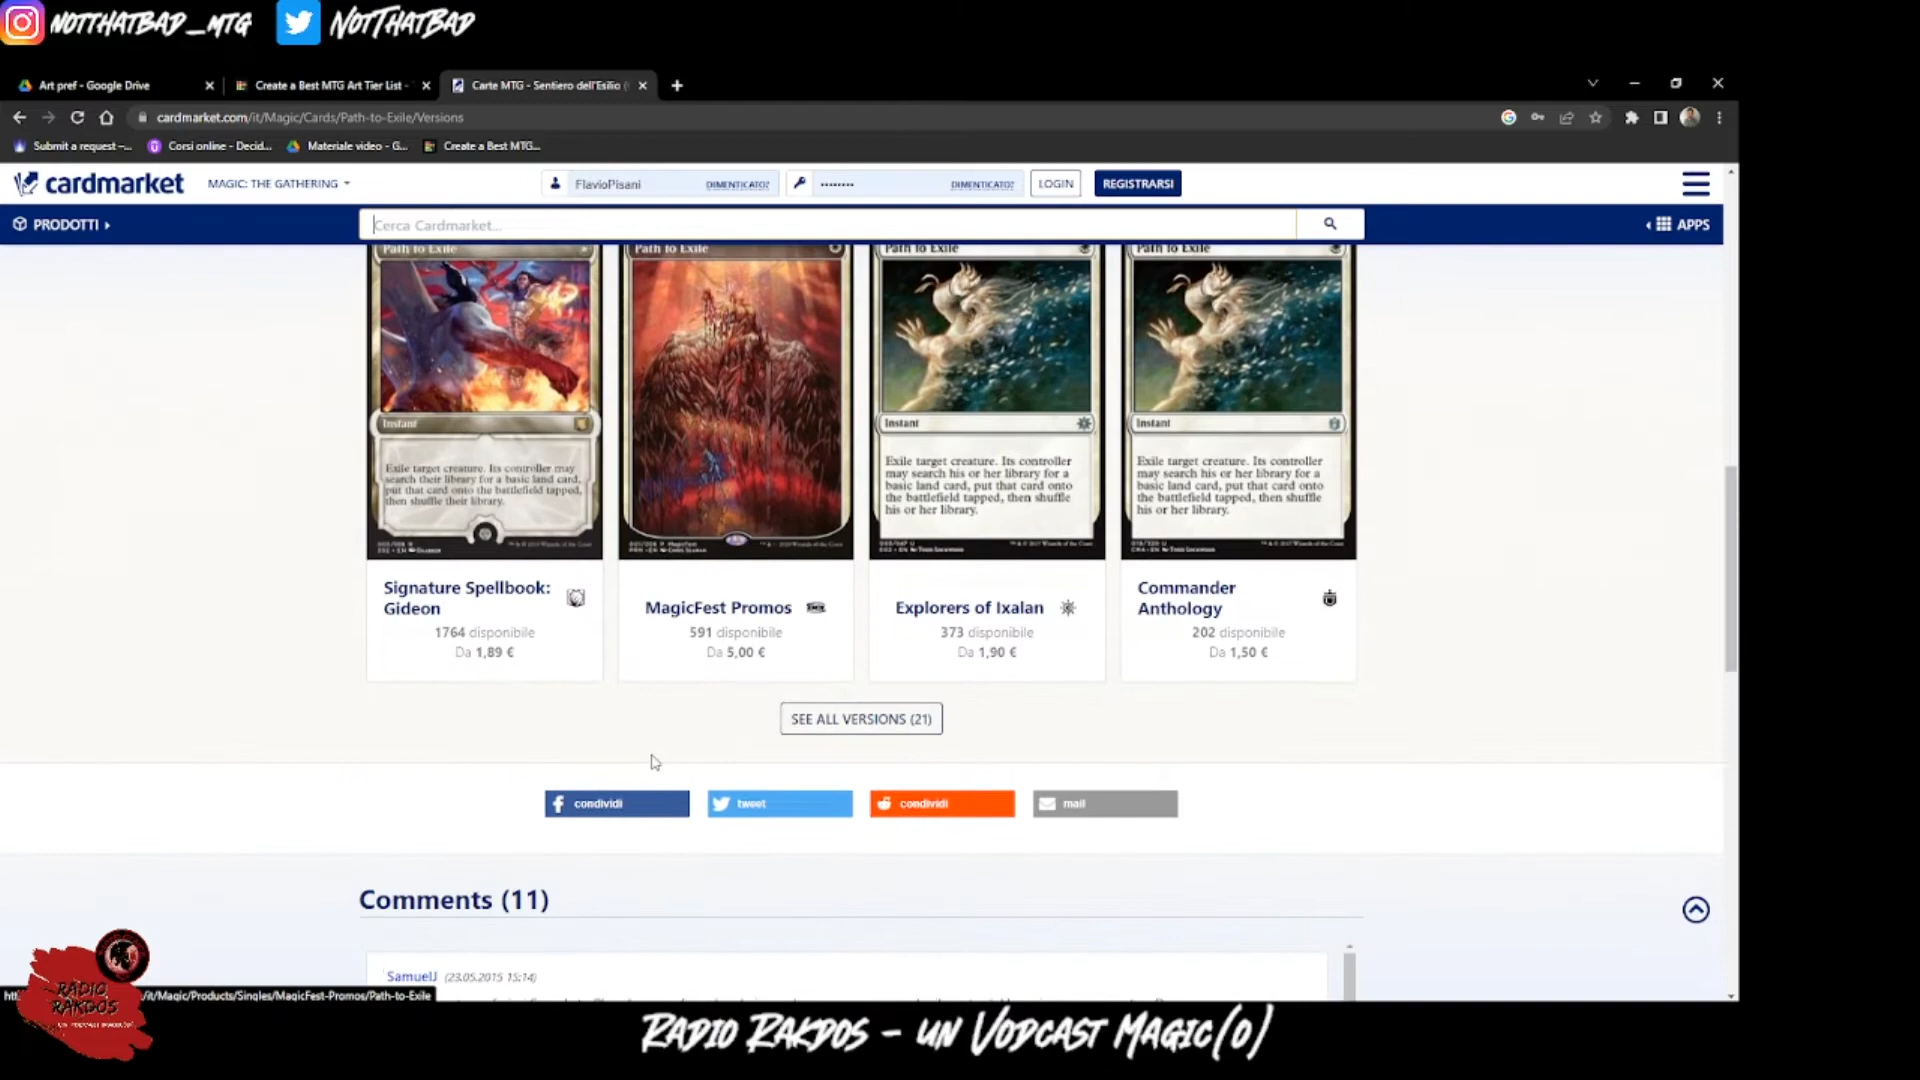 NOTTHATBAD_MTG
NOTTHATBAD
Art pref - Google Drive
Create a Best MTG Art Tier List -
Carte MTG - Sentiero dell'Esilio (
cardmarket.com/it/Magic/Cards/Path-to-Exile/Versions
Submit a request –...
Corsi online - Decid...
Materiale video - G...
Create a Best MTG...
cardmarket
MAGIC: THE GATHERING
FlavioPisani
DIMENTICATO?
••••••••
DIMENTICATO?
LOGIN
REGISTRARSI
PRODOTTI
Cerca Cardmarket...
APPS
Path to Exile
Path to Exile
Path to Exile
Path to Exile
Instant
Exile target creature. Its controller may
search their library for a basic land card,
put that card onto the battlefield tapped,
then shuffle their library.
Instant
Exile target creature. Its controller
may search his or her library for a
basic land card, put that card onto
the battlefield tapped, then shuffle
his or her library.
Instant
Exile target creature. Its controller
may search his or her library for a
basic land card, put that card onto
the battlefield tapped, then shuffle
his or her library.
Signature Spellbook:
Gideon
1764 disponibile
Da 1,89 €
MagicFest Promos
591 disponibile
Da 5,00 €
Explorers of Ixalan
373 disponibile
Da 1,90 €
Commander
Anthology
202 disponibile
Da 1,50 €
SEE ALL VERSIONS (21)
condividi
tweet
condividi
mail
Comments (11)
SamuelJ (23.05.2015 15:14)
/it/Magic/Products/Singles/MagicFest-Promos/Path-to-Exile
RADIO
RAKDOS
UN VODCAST MAGIC(O)
RADIO RAKDOS – UN VODCAST MAGIC(O)